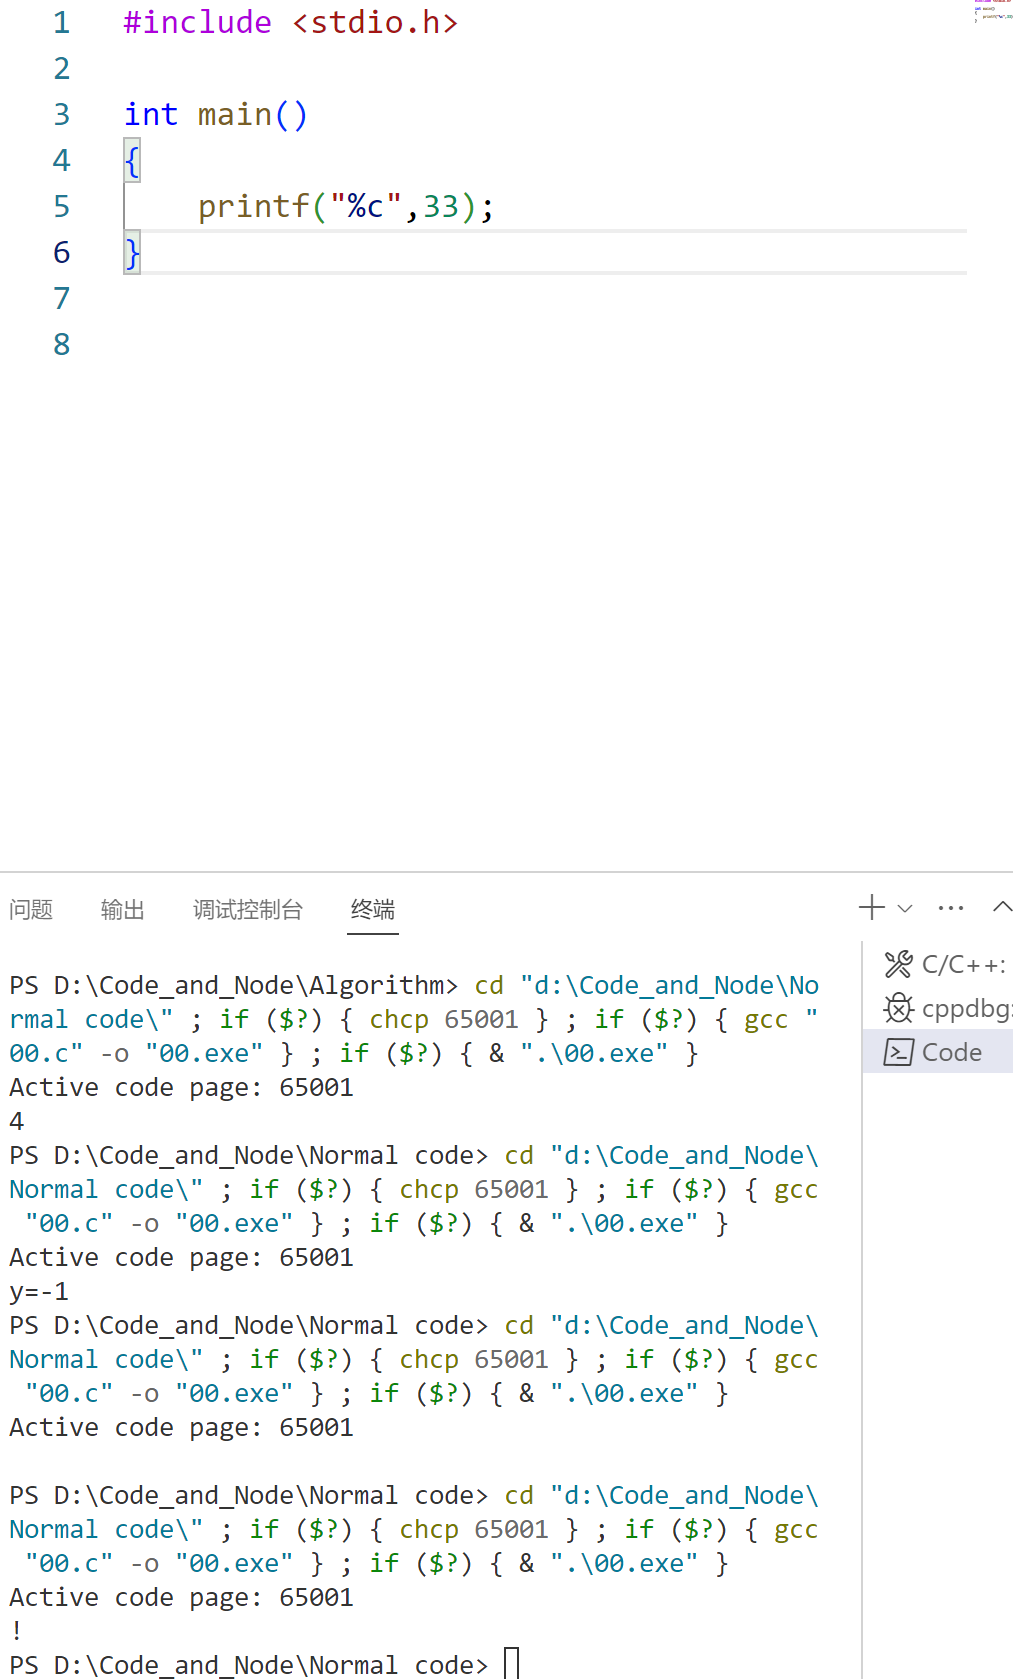 1 #include <stdio.h>
2
3 int main()
4 {
5 printf("%c",33);
6 }
7
8
问题 输出 调试控制台 终端
PS D:\Code_and_Node\Algorithm> cd "d:\Code_and_Node\No
rmal code\" ; if ($?) { chcp 65001 } ; if ($?) { gcc "
00.c" -o "00.exe" } ; if ($?) { & ".\00.exe" }
Active code page: 65001
4
PS D:\Code_and_Node\Normal code> cd "d:\Code_and_Node\
Normal code\" ; if ($?) { chcp 65001 } ; if ($?) { gcc
"00.c" -o "00.exe" } ; if ($?) { & ".\00.exe" }
Active code page: 65001
y=-1
PS D:\Code_and_Node\Normal code> cd "d:\Code_and_Node\
Normal code\" ; if ($?) { chcp 65001 } ; if ($?) { gcc
"00.c" -o "00.exe" } ; if ($?) { & ".\00.exe" }
Active code page: 65001
PS D:\Code_and_Node\Normal code> cd "d:\Code_and_Node\
Normal code\" ; if ($?) { chcp 65001 } ; if ($?) { gcc
"00.c" -o "00.exe" } ; if ($?) { & ".\00.exe" }
Active code page: 65001
!
PS D:\Code_and_Node\Normal code>
C/C++:
cppdbg:
Code